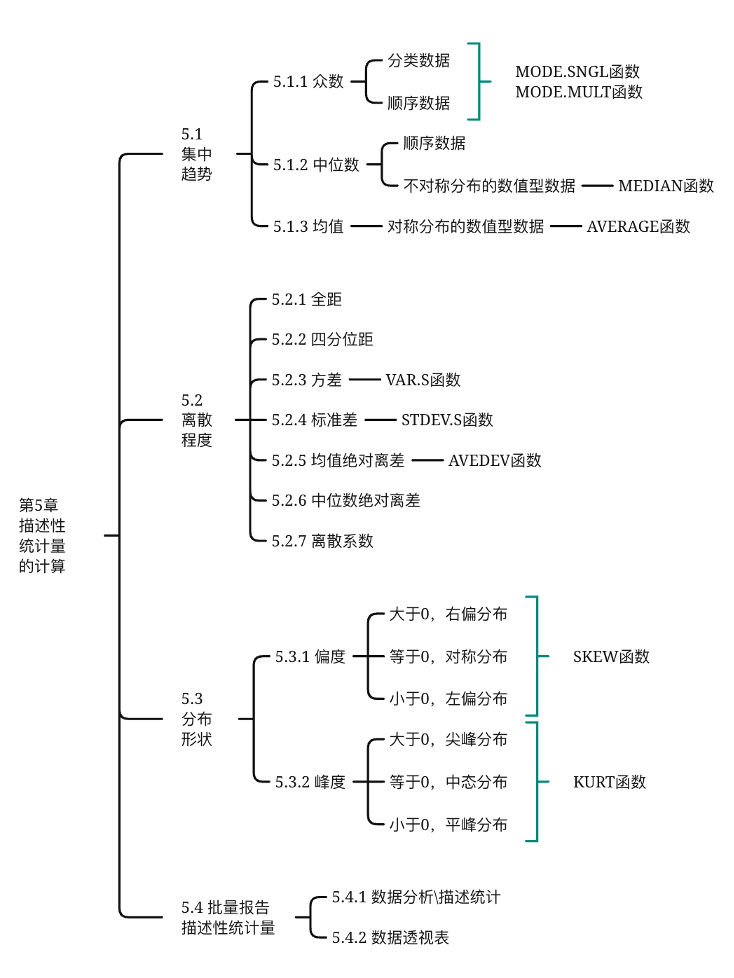 第5章
描述性
统计量
的计算
5.1
集中
趋势
5.1.1 众数
分类数据
顺序数据
MODE.SNGL函数
MODE.MULT函数
5.1.2 中位数
顺序数据
不对称分布的数值型数据
MEDIAN函数
5.1.3 均值
对称分布的数值型数据
AVERAGE函数
5.2
离散
程度
5.2.1 全距
5.2.2 四分位距
5.2.3 方差
VAR.S函数
5.2.4 标准差
STDEV.S函数
5.2.5 均值绝对离差
AVEDEV函数
5.2.6 中位数绝对离差
5.2.7 离散系数
5.3
分布
形状
5.3.1 偏度
大于0，右偏分布
等于0，对称分布
小于0，左偏分布
SKEW函数
5.3.2 峰度
大于0，尖峰分布
等于0，中态分布
小于0，平峰分布
KURT函数
5.4 批量报告
描述性统计量
5.4.1 数据分析\描述统计
5.4.2 数据透视表